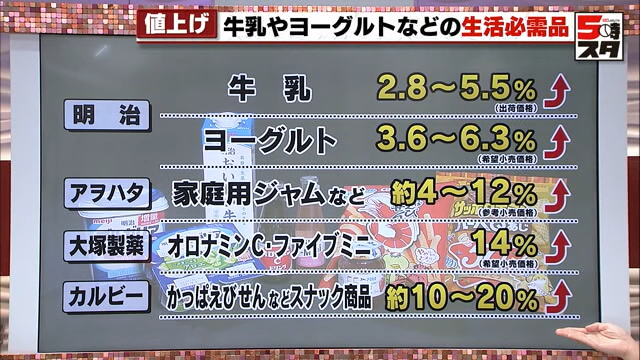 値上げ 牛乳やヨーグルトなどの生活必需品
5時スタ
明治 牛乳 2.8～5.5%
(出荷価格)
ヨーグルト 3.6～6.3%
(希望小売価格)
アヲハタ 家庭用ジャムなど 約4～12%
(参考小売価格)
大塚製薬 オロナミンC・ファイブミニ 14%
(希望小売価格)
カルビー かっぱえびせんなどスナック商品 約10～20%